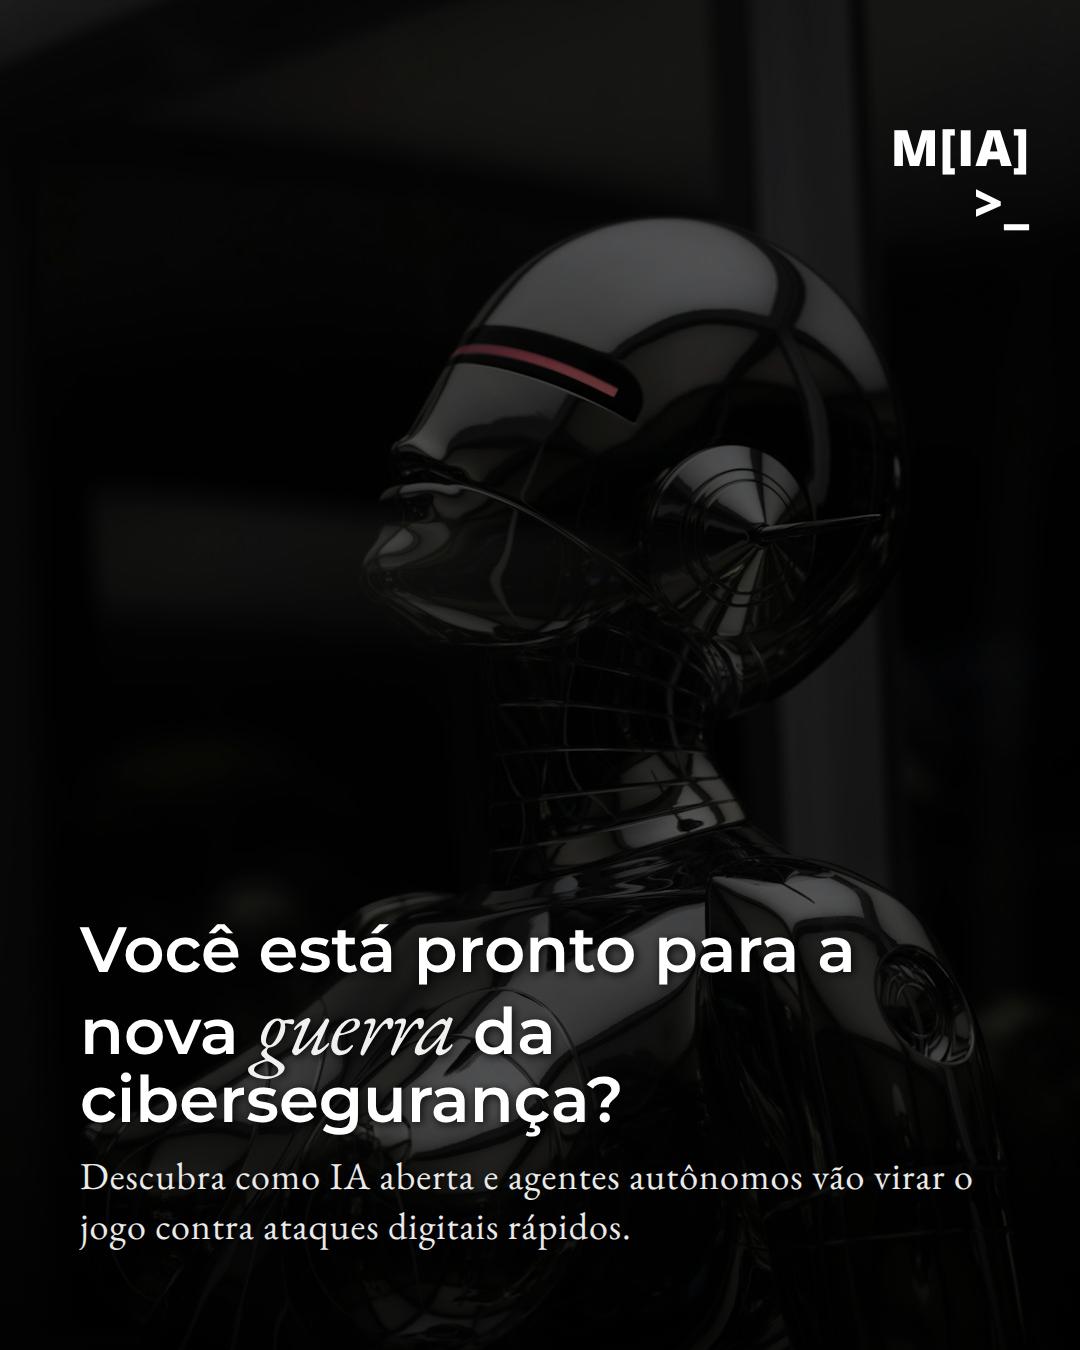 M[IA]
>_
Você está pronto para a
nova guerra da
cibersegurança?
Descubra como IA aberta e agentes autônomos vão virar o
jogo contra ataques digitais rápidos.